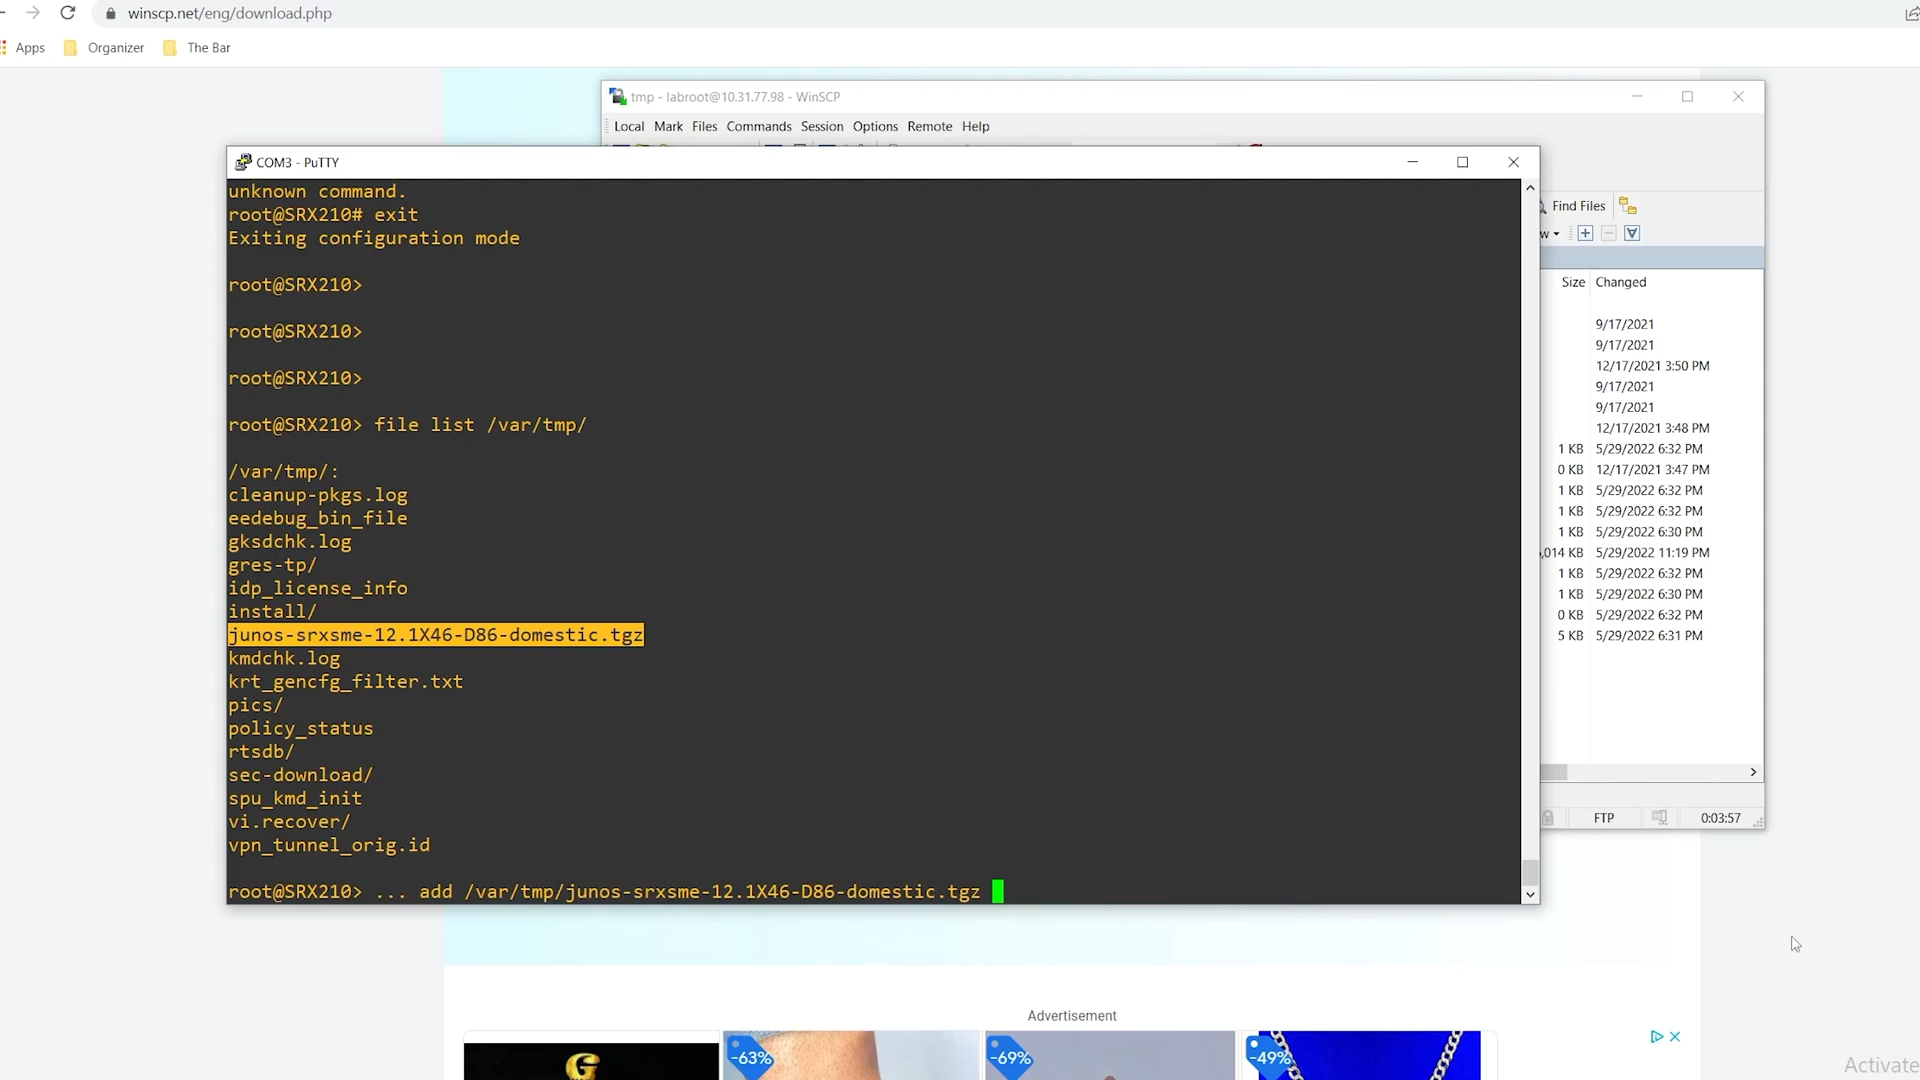 winscp.net/eng/download.php
Apps Organizer The Bar
tmp - labroot@10.31.77.98 - WinSCP
Local Mark Files Commands Session Options Remote Help
COM3 - PuTTY
unknown command.
root@SRX210# exit
Exiting configuration mode
root@SRX210>
root@SRX210>
root@SRX210>
root@SRX210> file list /var/tmp/
/var/tmp/:
cleanup-pkgs.log
eedebug_bin_file
gksdchk.log
gres-tp/
idp_license_info
install/
junos-srxsme-12.1X46-D86-domestic.tgz
kmdchk.log
krt_gencfg_filter.txt
pics/
policy_status
rtsdb/
sec-download/
spu_kmd_init
vi.recover/
vpn_tunnel_orig.id
root@SRX210> ... add /var/tmp/junos-srxsme-12.1X46-D86-domestic.tgz
Find Files
w
Size Changed
9/17/2021
9/17/2021
12/17/2021 3:50 PM
9/17/2021
9/17/2021
12/17/2021 3:48 PM
1 KB 5/29/2022 6:32 PM
0 KB 12/17/2021 3:47 PM
1 KB 5/29/2022 6:32 PM
1 KB 5/29/2022 6:32 PM
1 KB 5/29/2022 6:30 PM
,014 KB 5/29/2022 11:19 PM
1 KB 5/29/2022 6:32 PM
1 KB 5/29/2022 6:30 PM
0 KB 5/29/2022 6:32 PM
5 KB 5/29/2022 6:31 PM
FTP 0:03:57
Advertisement
G
-63%
-69%
-49%
Activate